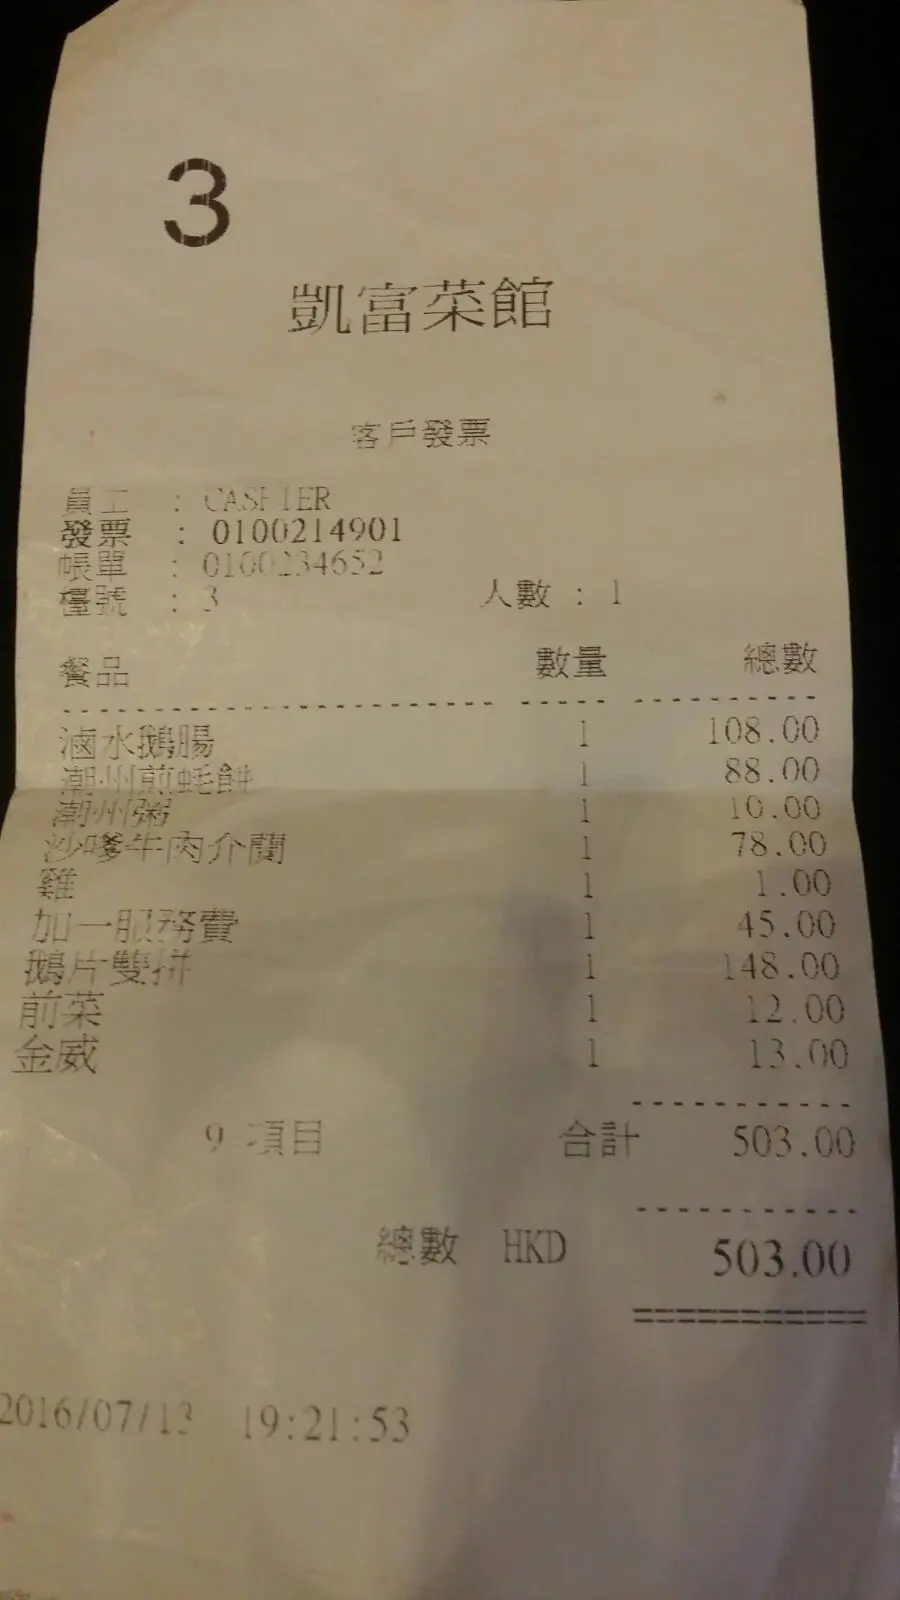 3
凱富菜館
客戶發票
員工 : CASHIER
發票 : 0100214901
帳單 : 0100234652
檯號 : 3 人數 : 1
餐品 數量 總數
滷水鵝腸 1 108.00
潮州煎蚝餅 1 88.00
潮州粥 1 10.00
沙嗲牛肉介蘭 1 78.00
雞 1 1.00
加一服務費 1 45.00
鵝片雙拼 1 148.00
前菜 1 12.00
金威 1 13.00
9 項目 合計 503.00
總數 HKD 503.00
2016/07/13 19:21:53